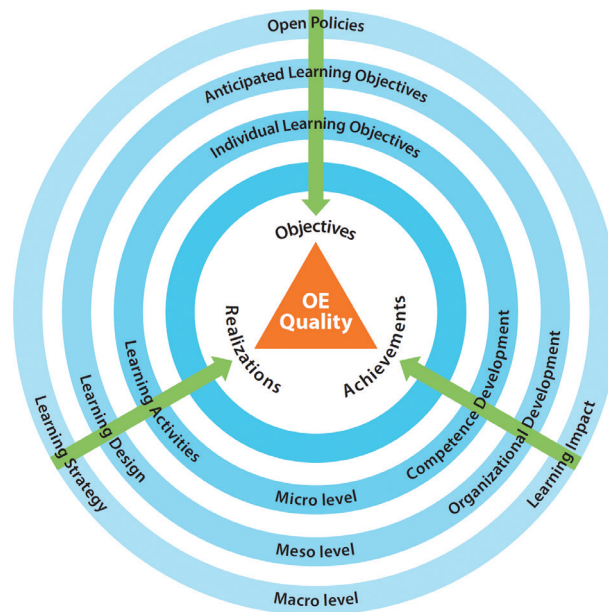 Open Policies
Anticipated Learning Objectives
Individual Learning Objectives
Objectives
OE
Quality
Realizations
Achievements
Learning Activities
Learning Design
Learning Strategy
Competence Development
Organizational Development
Learning Impact
Micro level
Meso level
Macro level